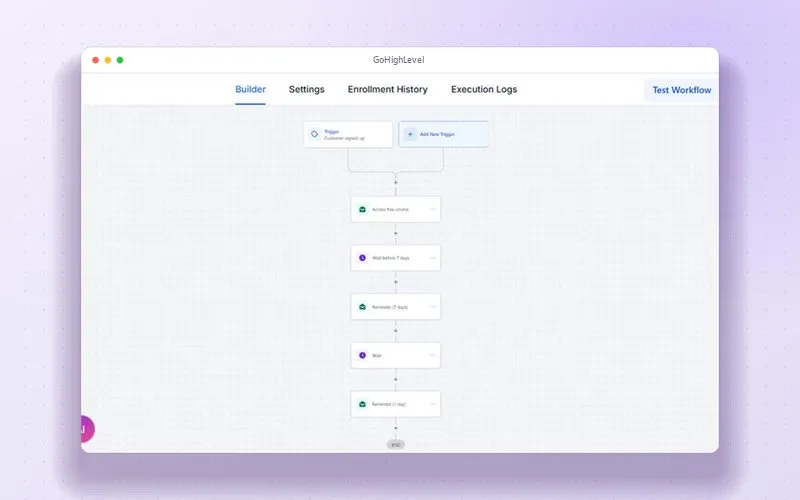 GoHighLevel
Builder Settings Enrollment History Execution Logs Test Workflow
Trigger
Customer signed up
Add New Trigger
Access free course
Wait before 7 days
Reminder (7 days)
Wait
Reminder (1 day)
END